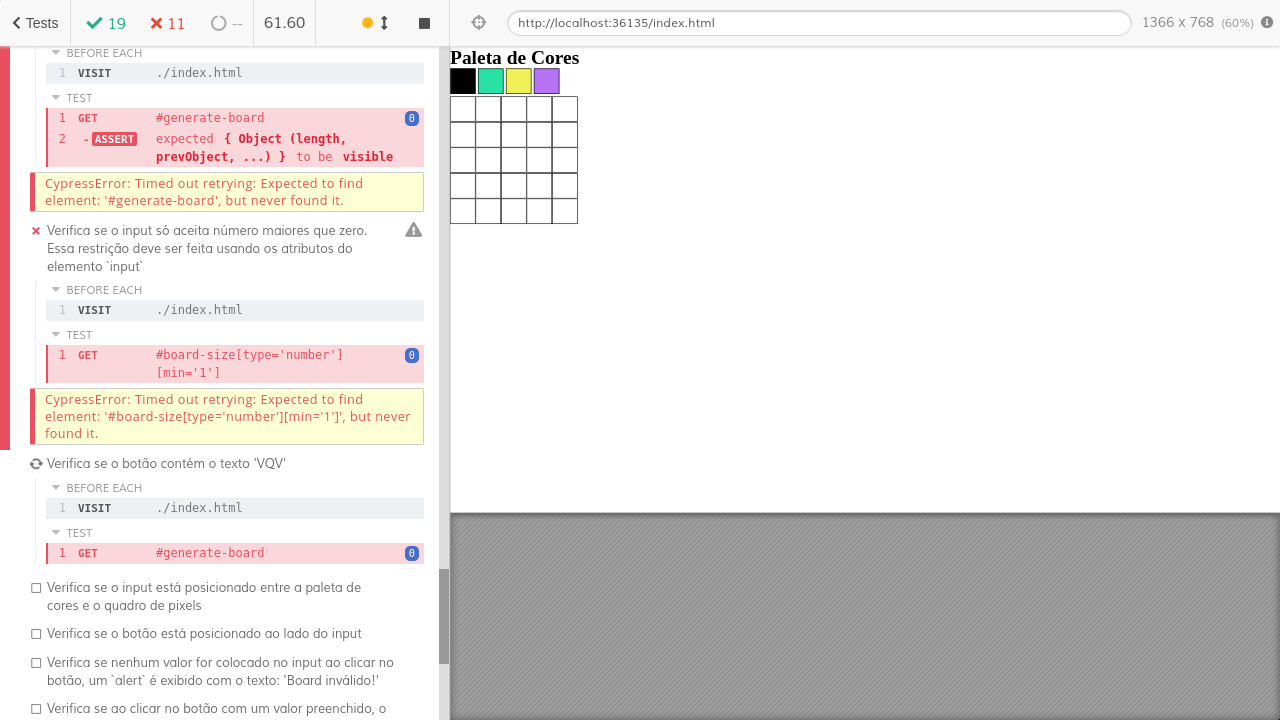 Tests 19 11 -- 61.60 http://localhost:36135/index.html 1366 x 768 (60%)
BEFORE EACH
1 VISIT ./index.html
TEST
1 GET #generate-board 0
2 -ASSERT expected { Object (length,
prevObject, ...) } to be visible
CypressError: Timed out retrying: Expected to find
element: '#generate-board', but never found it.
Verifica se o input só aceita número maiores que zero.
Essa restrição deve ser feita usando os atributos do
elemento `input`
BEFORE EACH
1 VISIT ./index.html
TEST
1 GET #board-size[type='number'] 0
[min='1']
CypressError: Timed out retrying: Expected to find
element: '#board-size[type='number'][min='1']', but never
found it.
Verifica se o botão contém o texto 'VQV'
BEFORE EACH
1 VISIT ./index.html
TEST
1 GET #generate-board 0
Verifica se o input está posicionado entre a paleta de
cores e o quadro de pixels
Verifica se o botão está posicionado ao lado do input
Verifica se nenhum valor for colocado no input ao clicar no
botão, um `alert` é exibido com o texto: 'Board inválido!'
Verifica se ao clicar no botão com um valor preenchido, o
Paleta de Cores